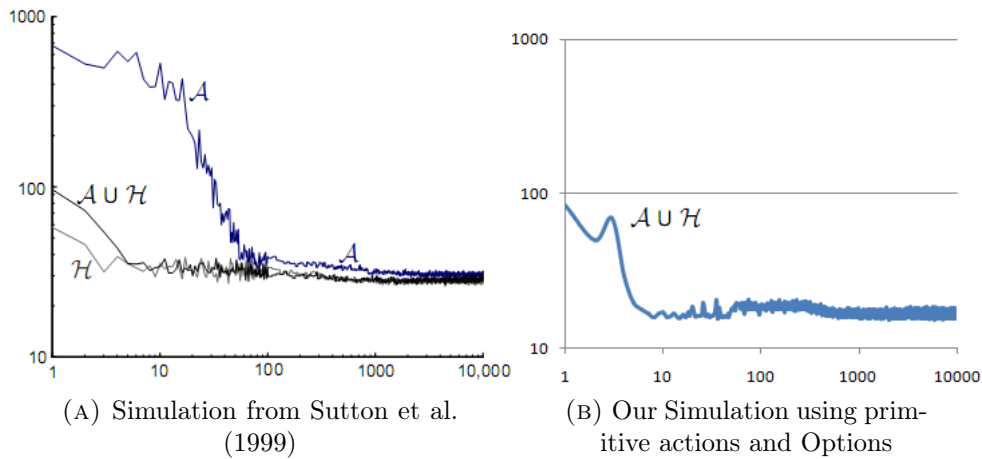 1000
𝒜
𝒜 ∪ ℋ
100
ℋ
𝒜
10
1 10 100 1000 10,000
(A) Simulation from Sutton et al.
(1999)
1000
100
𝒜 ∪ ℋ
10
1 10 100 1000 10000
(B) Our Simulation using prim-
itive actions and Options